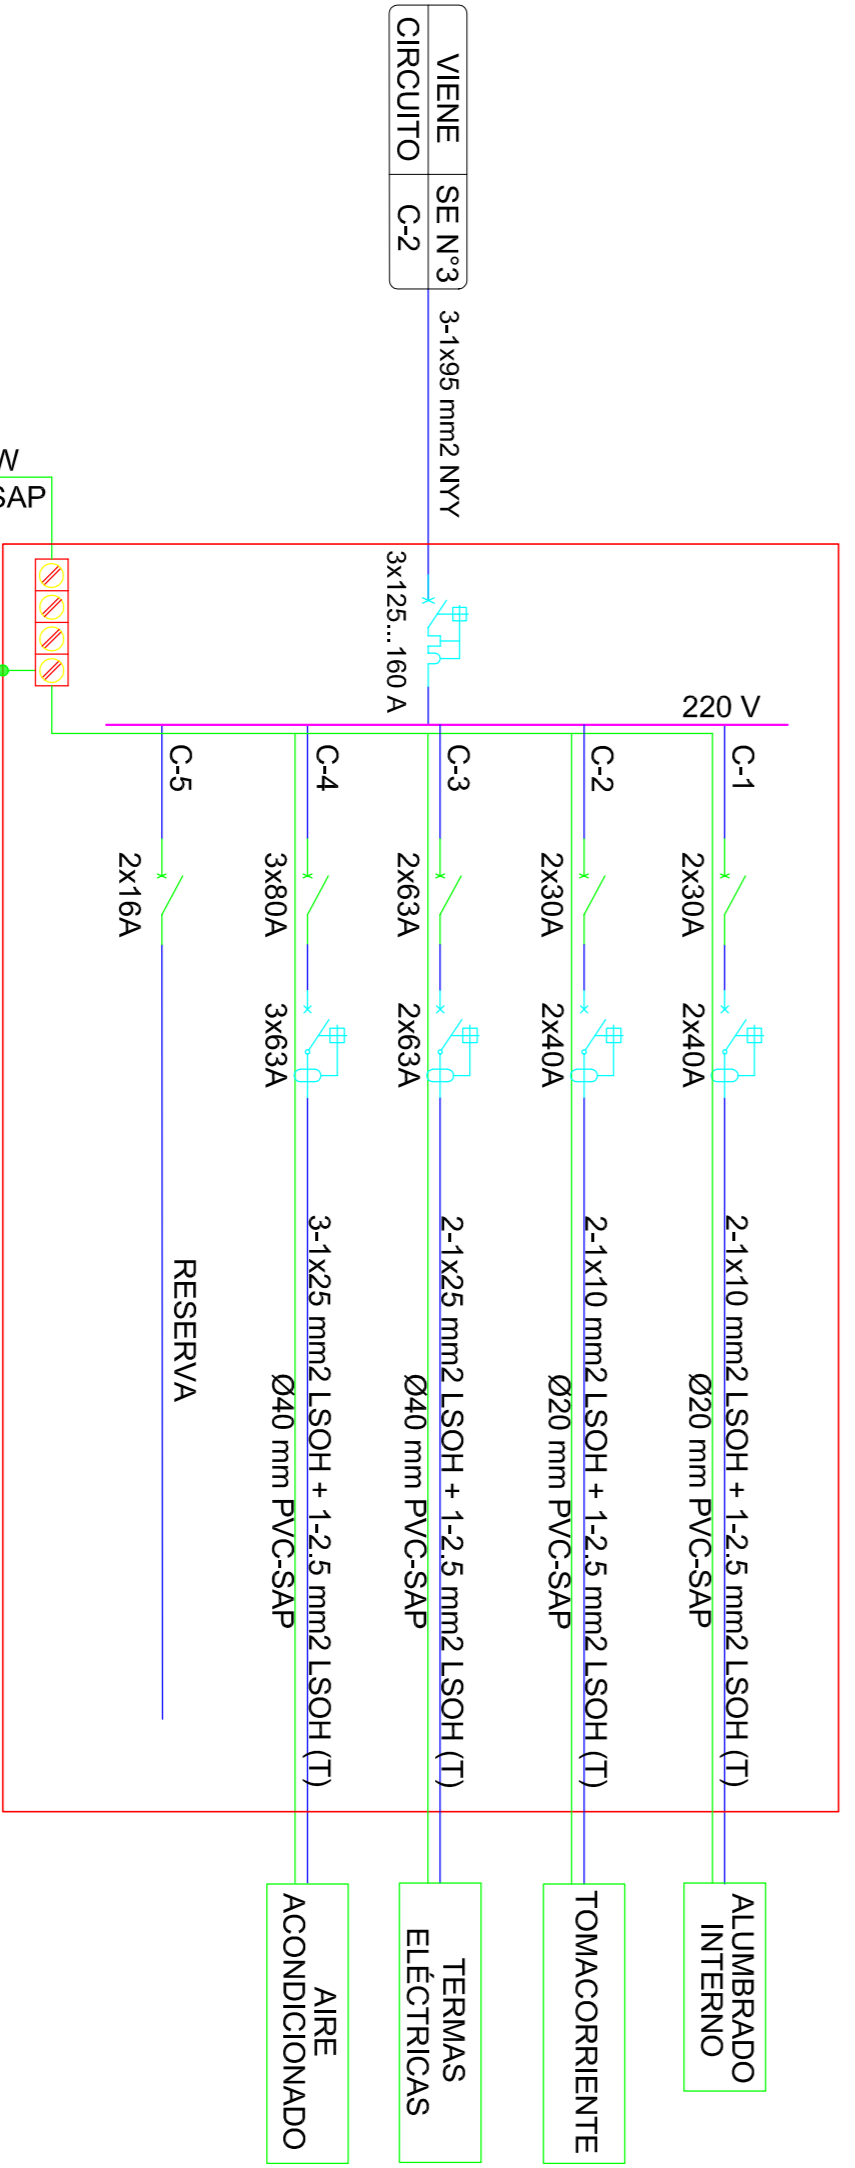 VIENE SE N°3
CIRCUITO C-2
3-1x95 mm2 NYY
3x125...160 A
220 V
C-1
2x30A
2x40A
2-1x10 mm2 LSOH + 1-2.5 mm2 LSOH (T)
Ø20 mm PVC-SAP
ALUMBRADO
INTERNO
C-2
2x30A
2x40A
2-1x10 mm2 LSOH + 1-2.5 mm2 LSOH (T)
Ø20 mm PVC-SAP
TOMACORRIENTE
C-3
2x63A
2x63A
2-1x25 mm2 LSOH + 1-2.5 mm2 LSOH (T)
Ø40 mm PVC-SAP
TERMAS
ELÉCTRICAS
C-4
3x80A
3x63A
3-1x25 mm2 LSOH + 1-2.5 mm2 LSOH (T)
Ø40 mm PVC-SAP
AIRE
ACONDICIONADO
C-5
2x16A
RESERVA
W
SAP